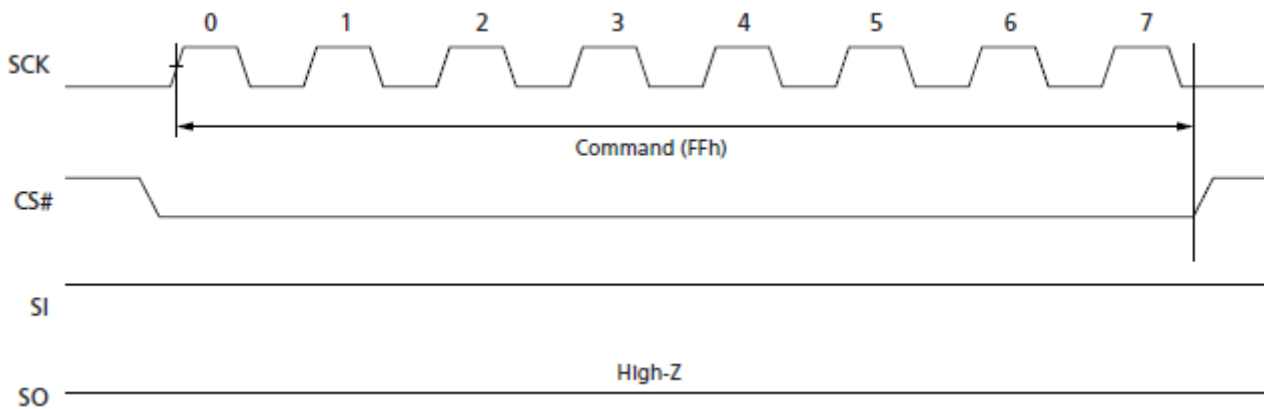 0 1 2 3 4 5 6 7
SCK
Command (FFh)
CS#
SI
High-Z
SO